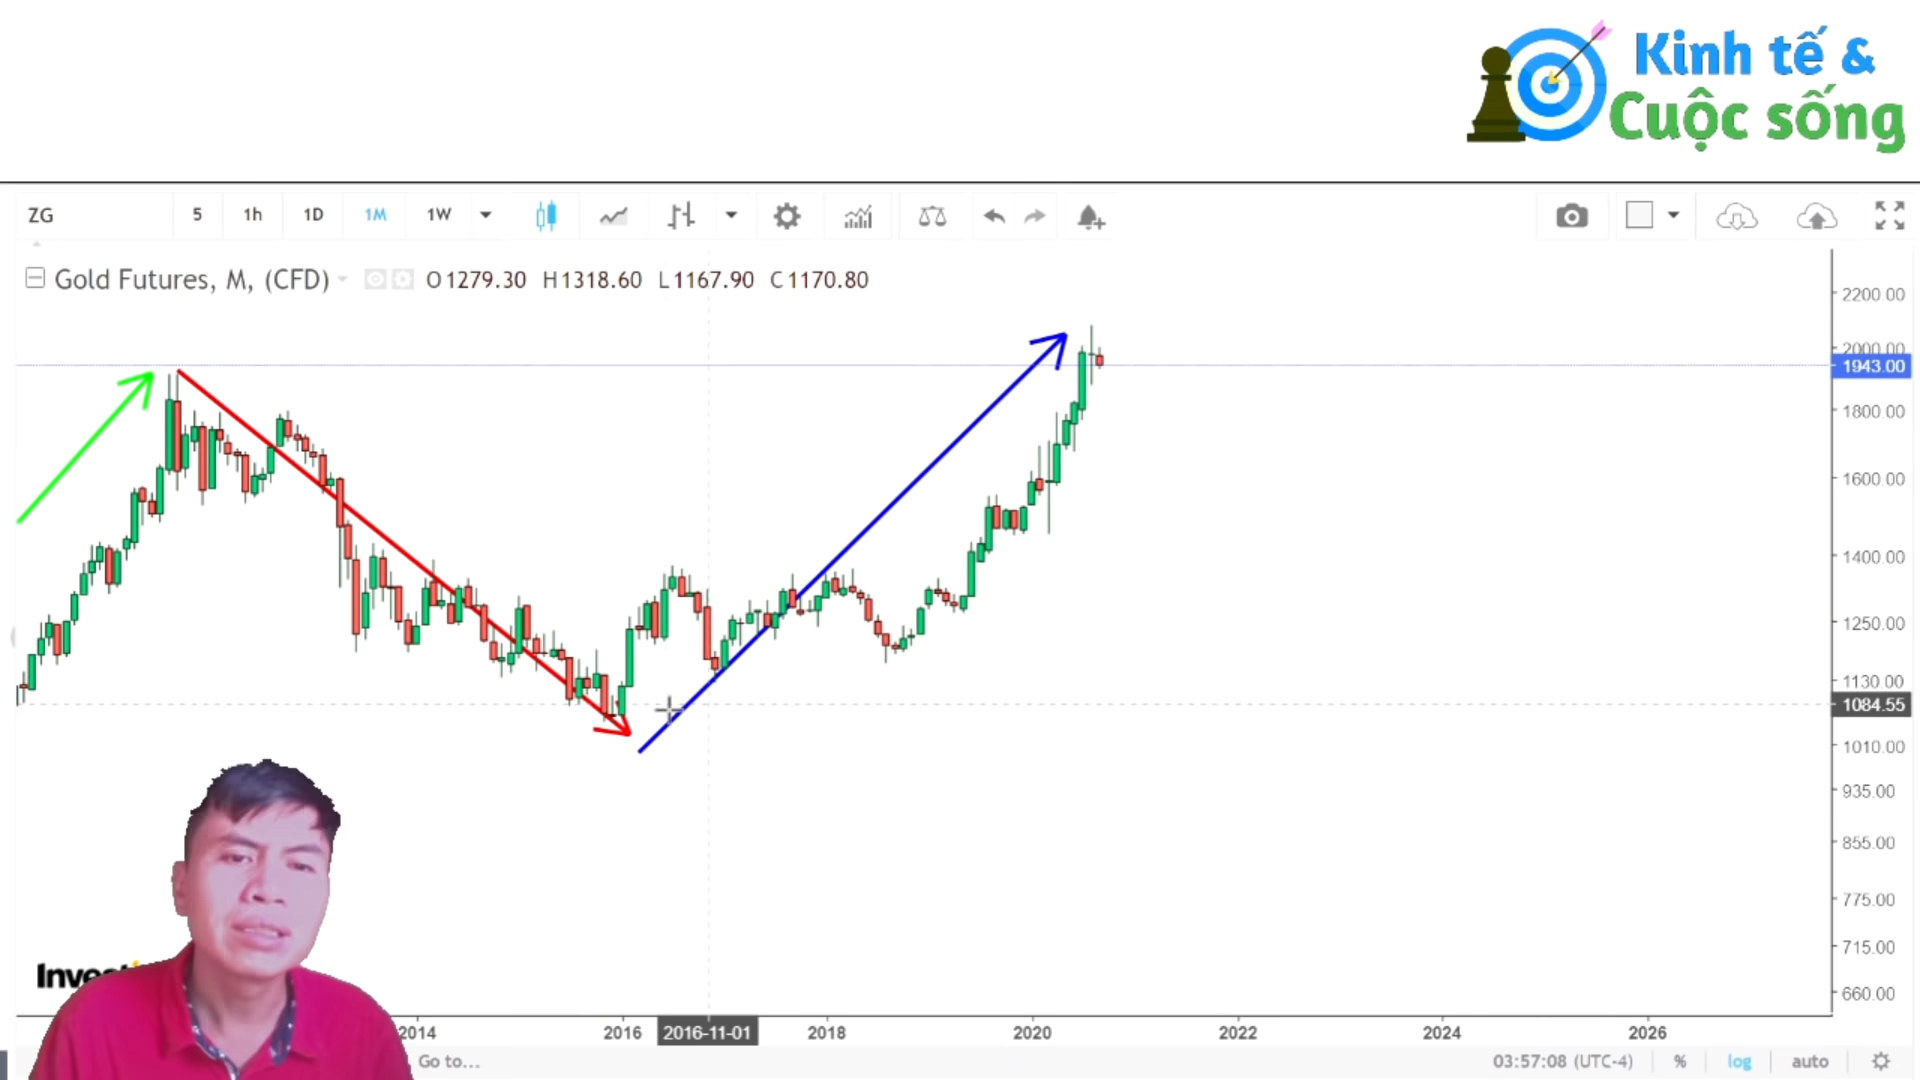 Kinh tế &
Cuộc sống
ZG 5 1h 1D 1M 1W
Gold Futures, M, (CFD) O1279.30 H1318.60 L1167.90 C1170.80
2200.00
2000.00
1943.00
1800.00
1600.00
1400.00
1250.00
1130.00
1084.55
1010.00
935.00
855.00
775.00
715.00
660.00
2014 2016 2016-11-01 2018 2020 2022 2024 2026
Go to... 03:57:08 (UTC-4) % log auto